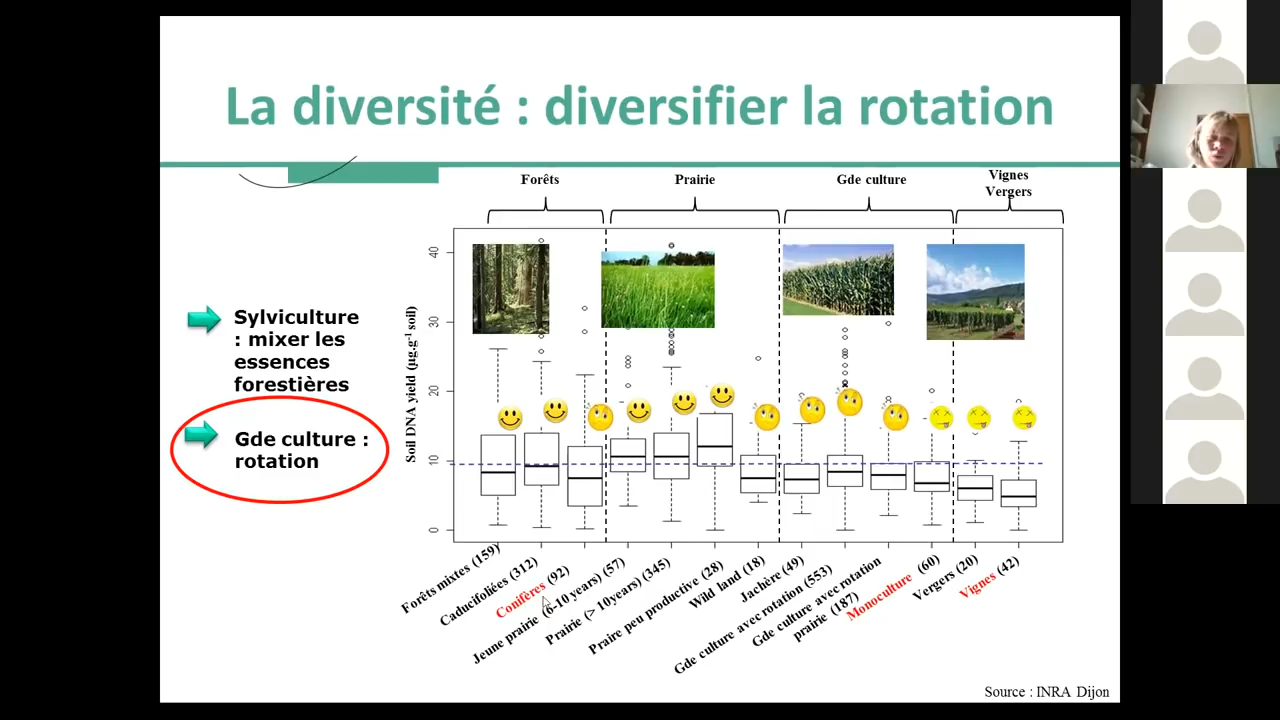 La diversité : diversifier la rotation
Forêts
Prairie
Gde culture
Vignes
Vergers
Sylviculture
: mixer les
essences
forestières
Gde culture :
rotation
Soil DNA yield (µg.g-1 soil)
40
30
20
10
0
Forêts mixtes (159)
Caducifoliées (312)
Conifères (92)
Jeune prairie (6-10 years) (57)
Prairie (> 10years) (345)
Praire peu productive (28)
Wild land (18)
Jachère (49)
Gde culture avec rotation (553)
Gde culture avec rotation
prairie (187)
Monoculture (60)
Vergers (20)
Vignes (42)
Source : INRA Dijon